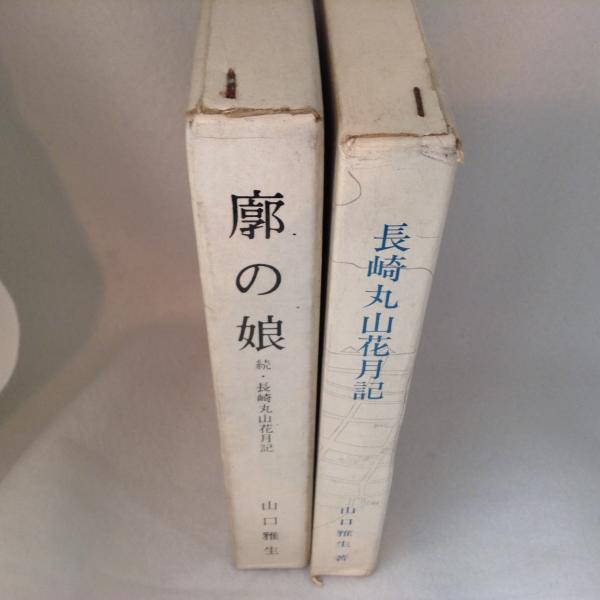 廓の娘
続・長崎丸山花月記
山口雅生
長崎丸山花月記
山口雅生著